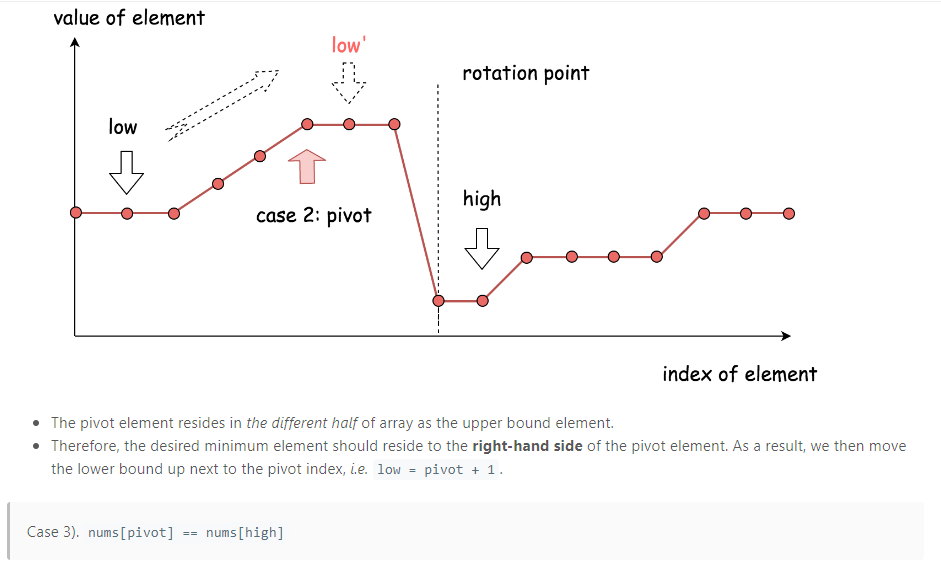 value of element
low'
rotation point
low
high
case 2: pivot
index of element
The pivot element resides in the different half of array as the upper bound element.
Therefore, the desired minimum element should reside to the right-hand side of the pivot element. As a result, we then move
the lower bound up next to the pivot index, i.e. low = pivot + 1.
Case 3). nums[pivot] == nums[high]